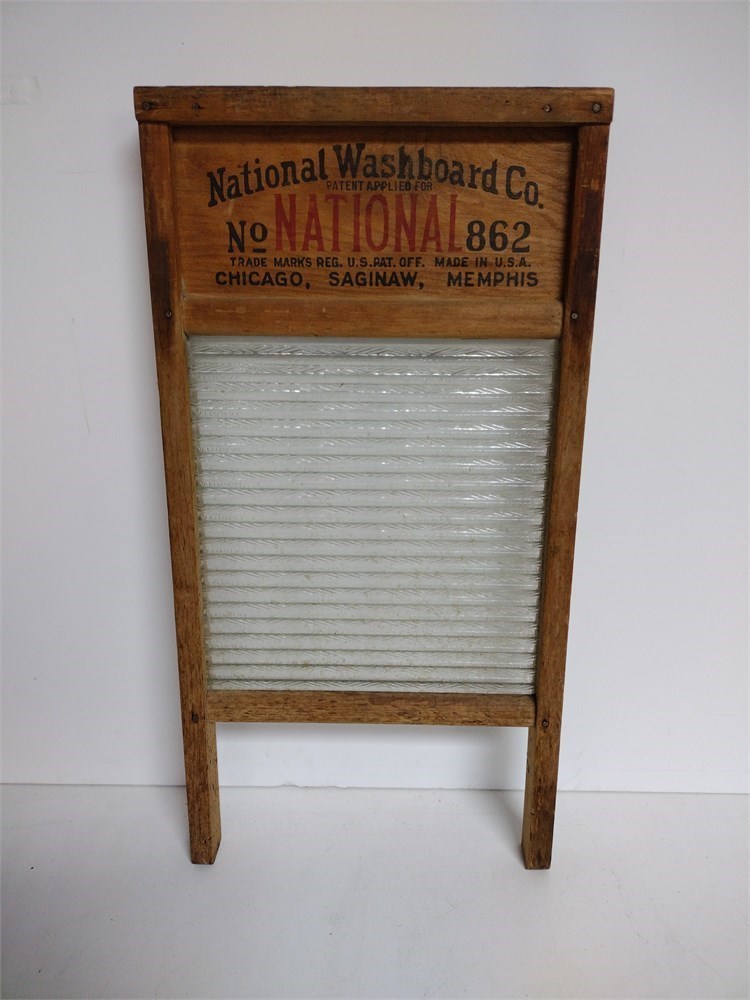 National Washboard Co.
PATENT APPLIED FOR
No NATIONAL 862
TRADE MARKS REG. U.S. PAT. OFF. MADE IN U.S.A.
CHICAGO, SAGINAW, MEMPHIS